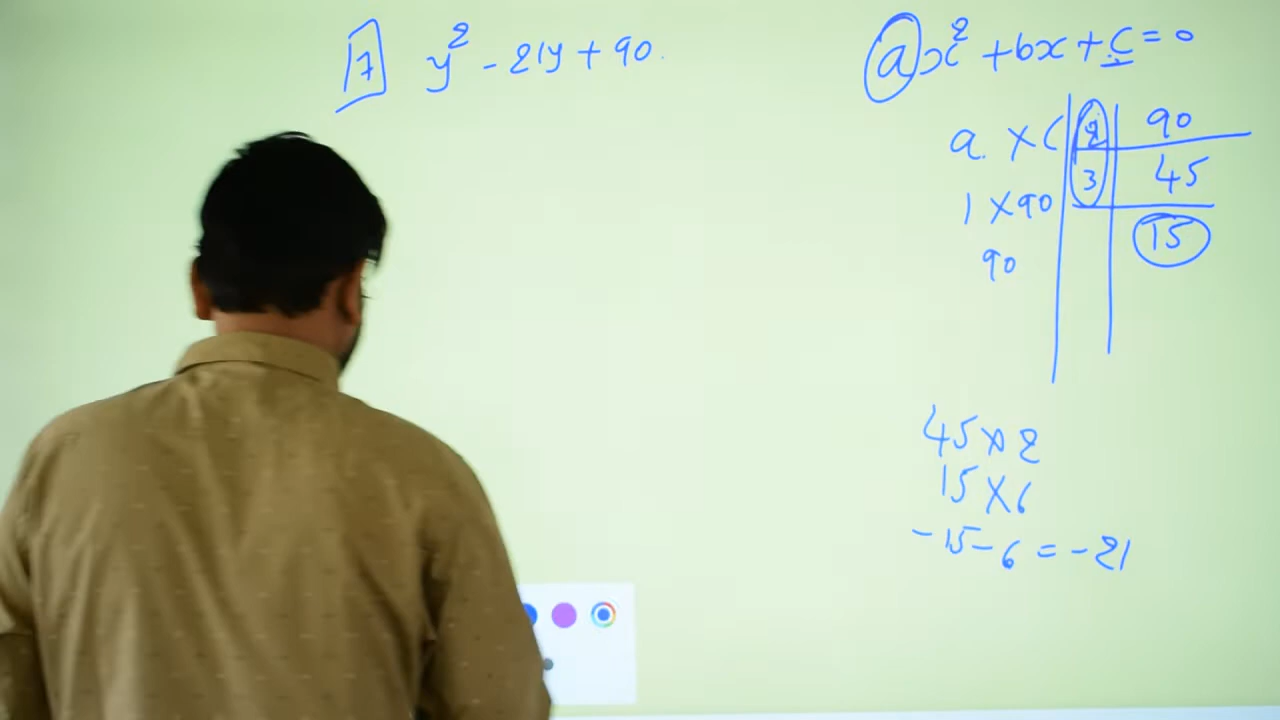 7 y² - 21y + 90
ax² + bx + c = 0
a × c
2 90
3 45
1 × 90
15
90
45 × 2
15 × 6
-15 - 6 = -21